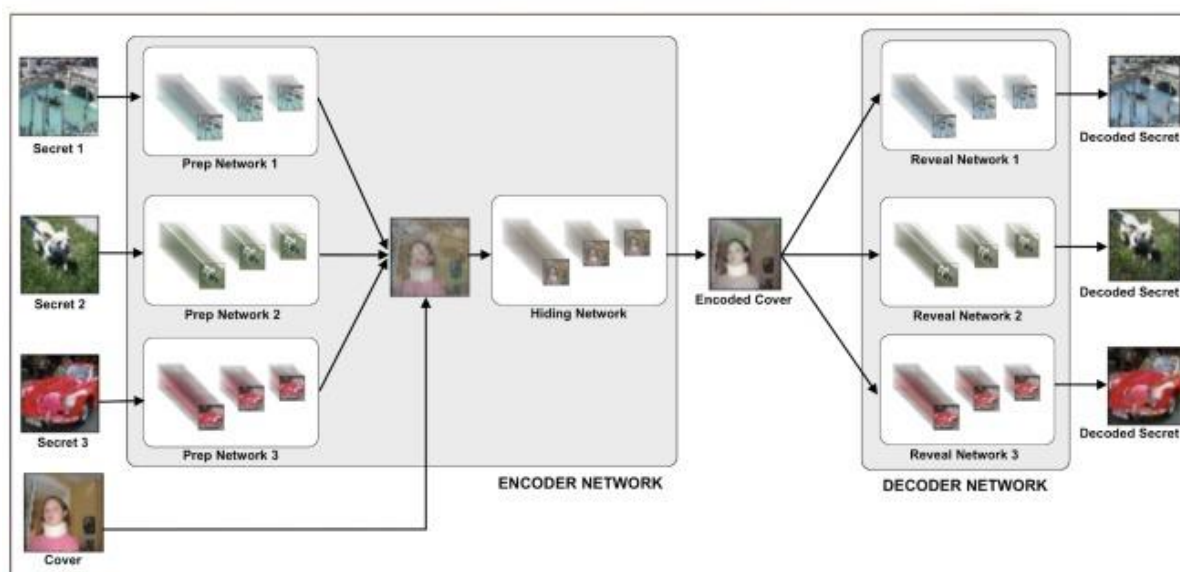 Secret 1
Prep Network 1
Reveal Network 1
Decoded Secret
Secret 2
Prep Network 2
Hiding Network
Encoded Cover
Reveal Network 2
Decoded Secret
Secret 3
Prep Network 3
Reveal Network 3
Decoded Secret
ENCODER NETWORK
DECODER NETWORK
Cover